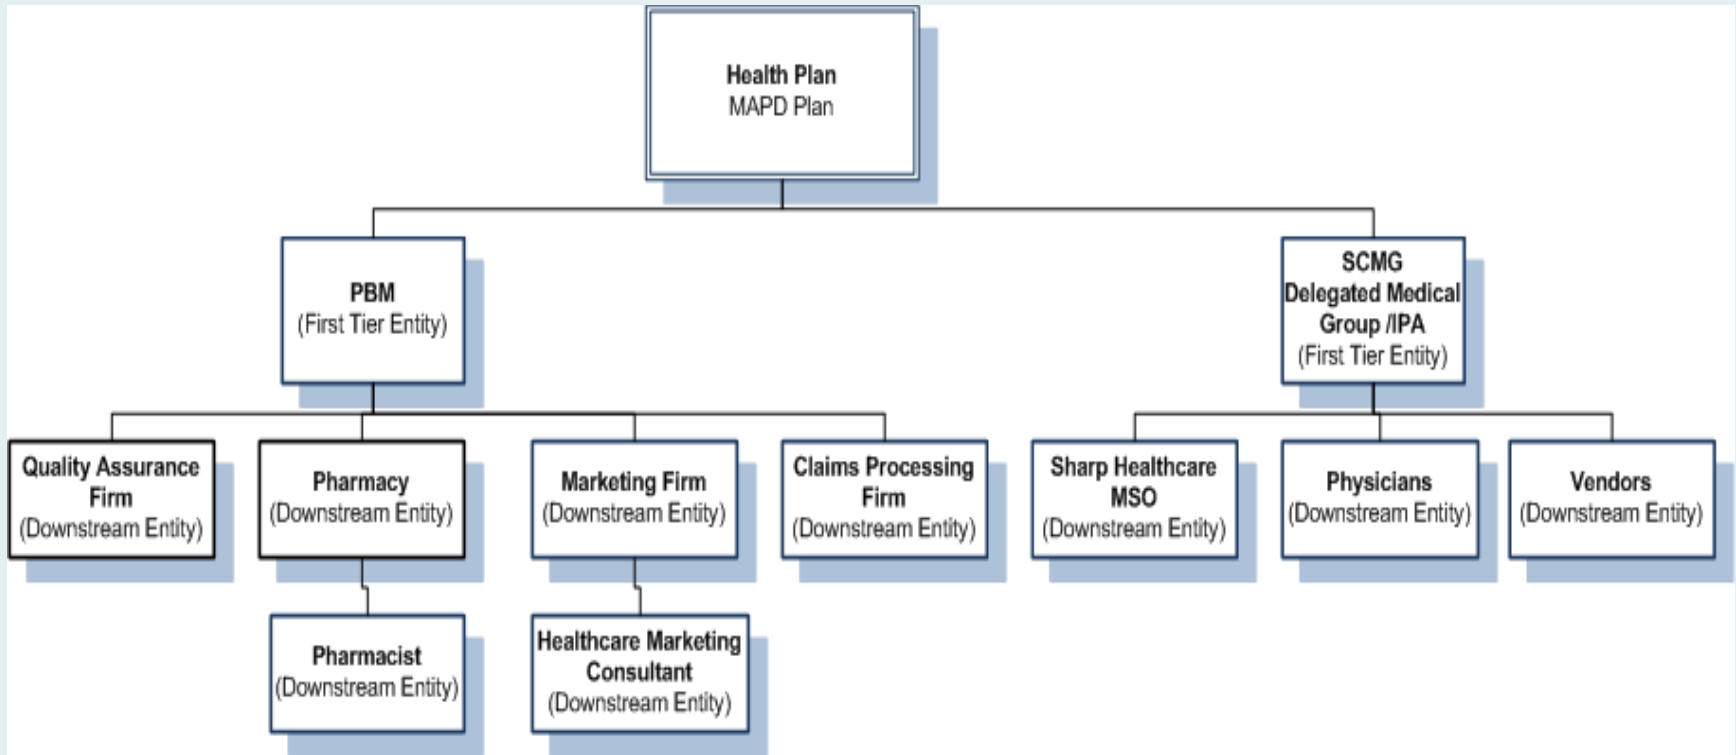 Health Plan
MAPD Plan
PBM
(First Tier Entity)
SCMG
Delegated Medical
Group /IPA
(First Tier Entity)
Quality Assurance
Firm
(Downstream Entity)
Pharmacy
(Downstream Entity)
Marketing Firm
(Downstream Entity)
Claims Processing
Firm
(Downstream Entity)
Sharp Healthcare
MSO
(Downstream Entity)
Physicians
(Downstream Entity)
Vendors
(Downstream Entity)
Pharmacist
(Downstream Entity)
Healthcare Marketing
Consultant
(Downstream Entity)